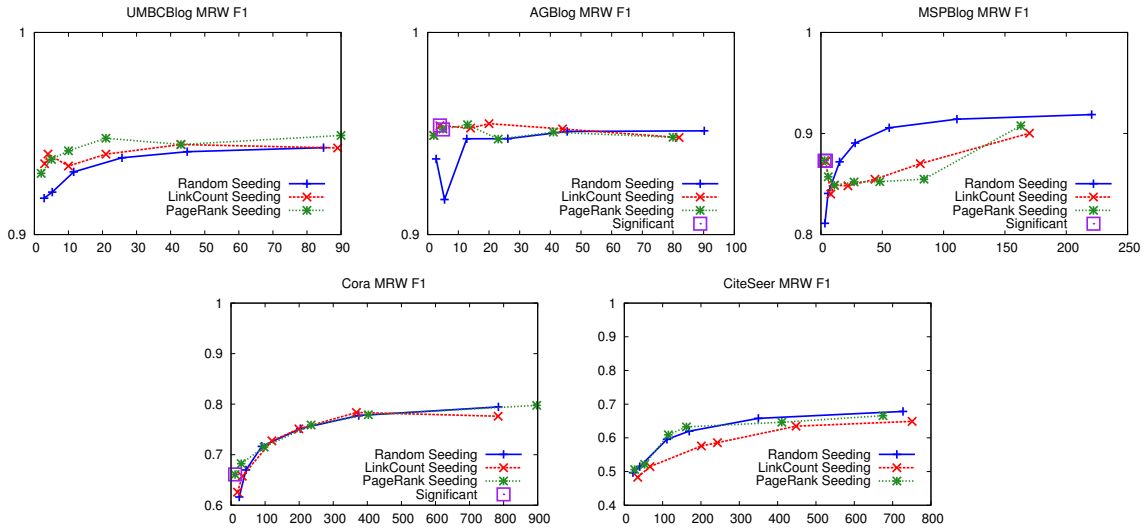 UMBCBlog MRW F1
1
0.9
0 10 20 30 40 50 60 70 80 90
Random Seeding
LinkCount Seeding
PageRank Seeding
AGBlog MRW F1
1
0.9
0 10 20 30 40 50 60 70 80 90 100
Random Seeding
LinkCount Seeding
PageRank Seeding
Significant
MSPBlog MRW F1
1
0.9
0.8
0 50 100 150 200 250
Random Seeding
LinkCount Seeding
PageRank Seeding
Significant
Cora MRW F1
1
0.9
0.8
0.7
0.6
0 100 200 300 400 500 600 700 800 900
Random Seeding
LinkCount Seeding
PageRank Seeding
Significant
CiteSeer MRW F1
1
0.9
0.8
0.7
0.6
0.5
0.4
0 100 200 300 400 500 600 700 800
Random Seeding
LinkCount Seeding
PageRank Seeding